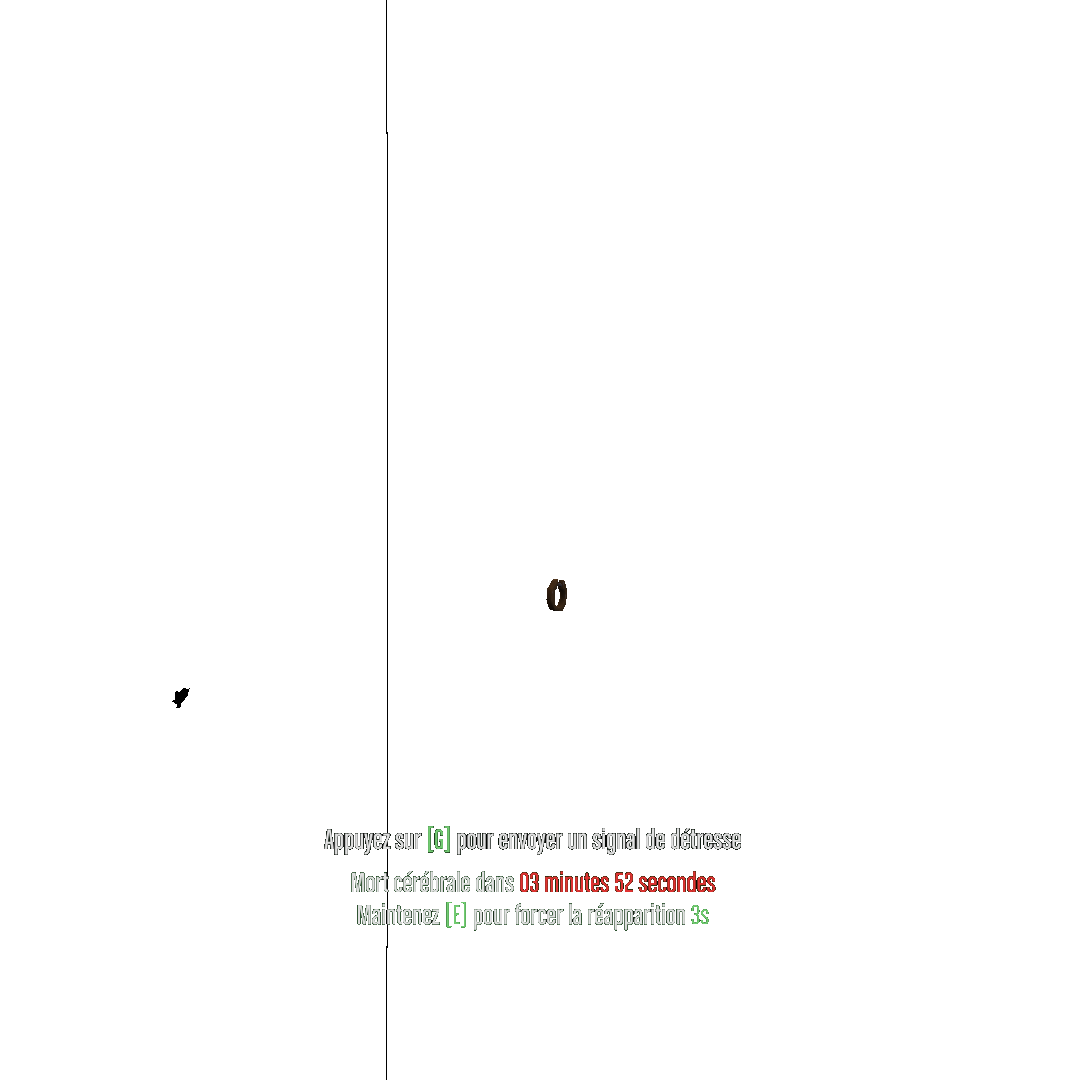 Appuyez sur [G] pour envoyer un signal de détresse
Mort cérébrale dans 03 minutes 52 secondes
Maintenez [E] pour forcer la réapparition 3s